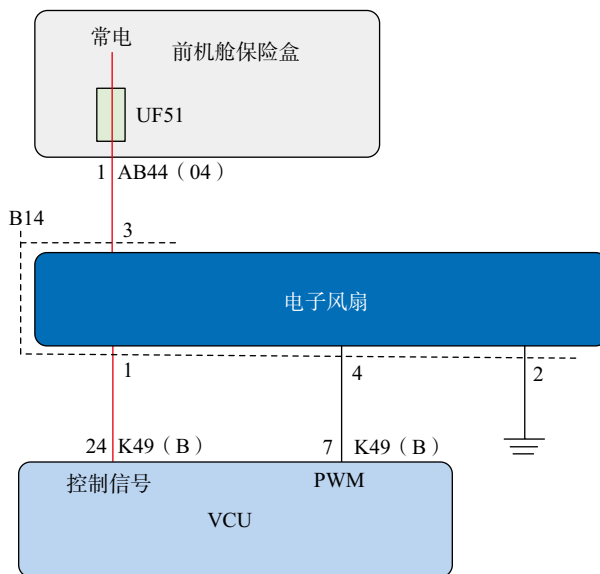 常电
前机舱保险盒
UF51
1 AB44（04）
B14
3
电子风扇
1
4
2
24 K49（B）
7 K49（B）
控制信号
PWM
VCU